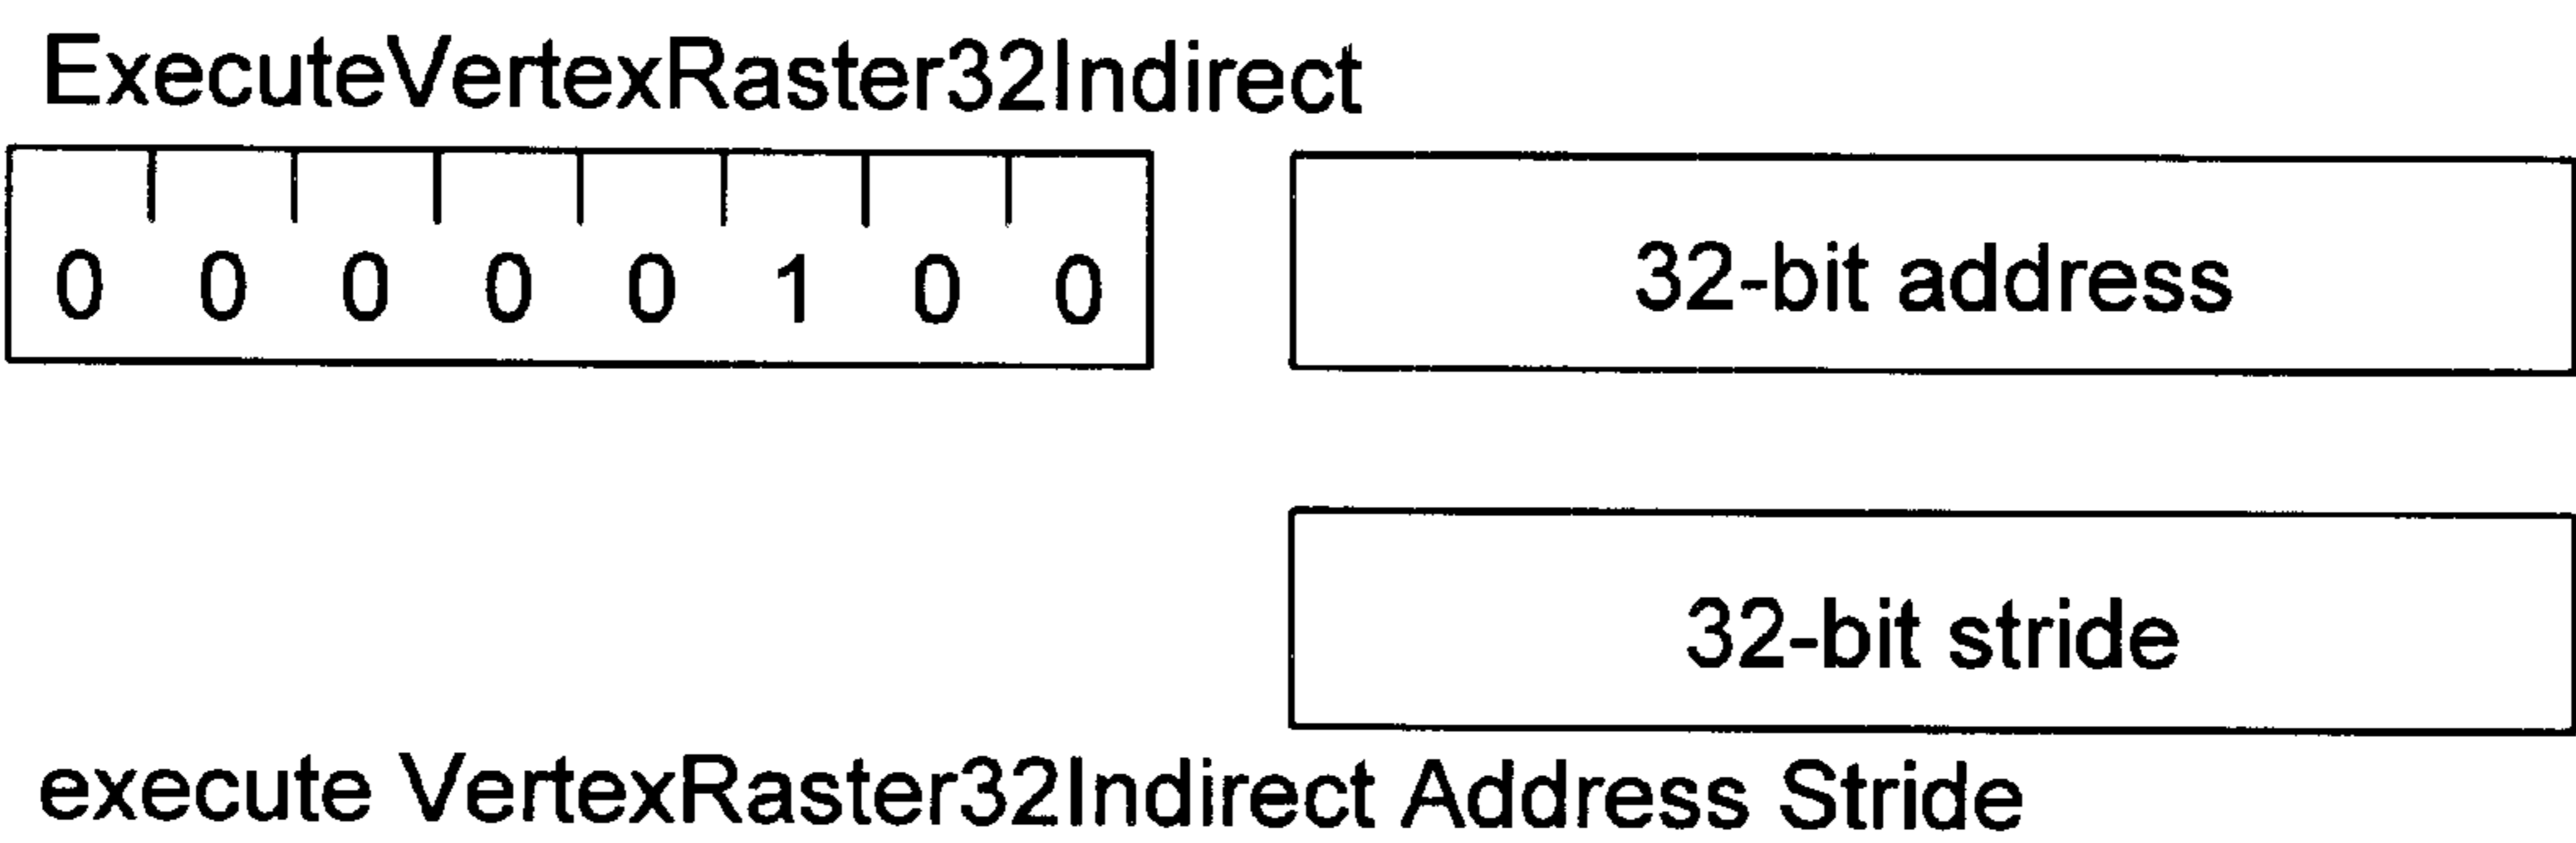 ExecuteVertexRaster32Indirect
0 0 0 0 0 1 0 0 32-bit address
32-bit stride
execute VertexRaster32Indirect Address Stride